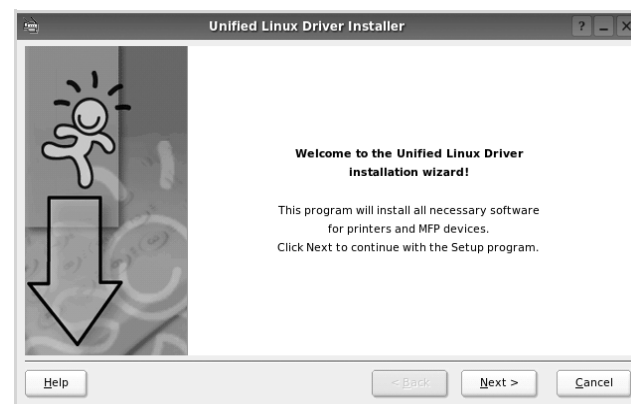 Unified Linux Driver Installer
Welcome to the Unified Linux Driver
installation wizard!
This program will install all necessary software
for printers and MFP devices.
Click Next to continue with the Setup program.
Help
< Back
Next >
Cancel